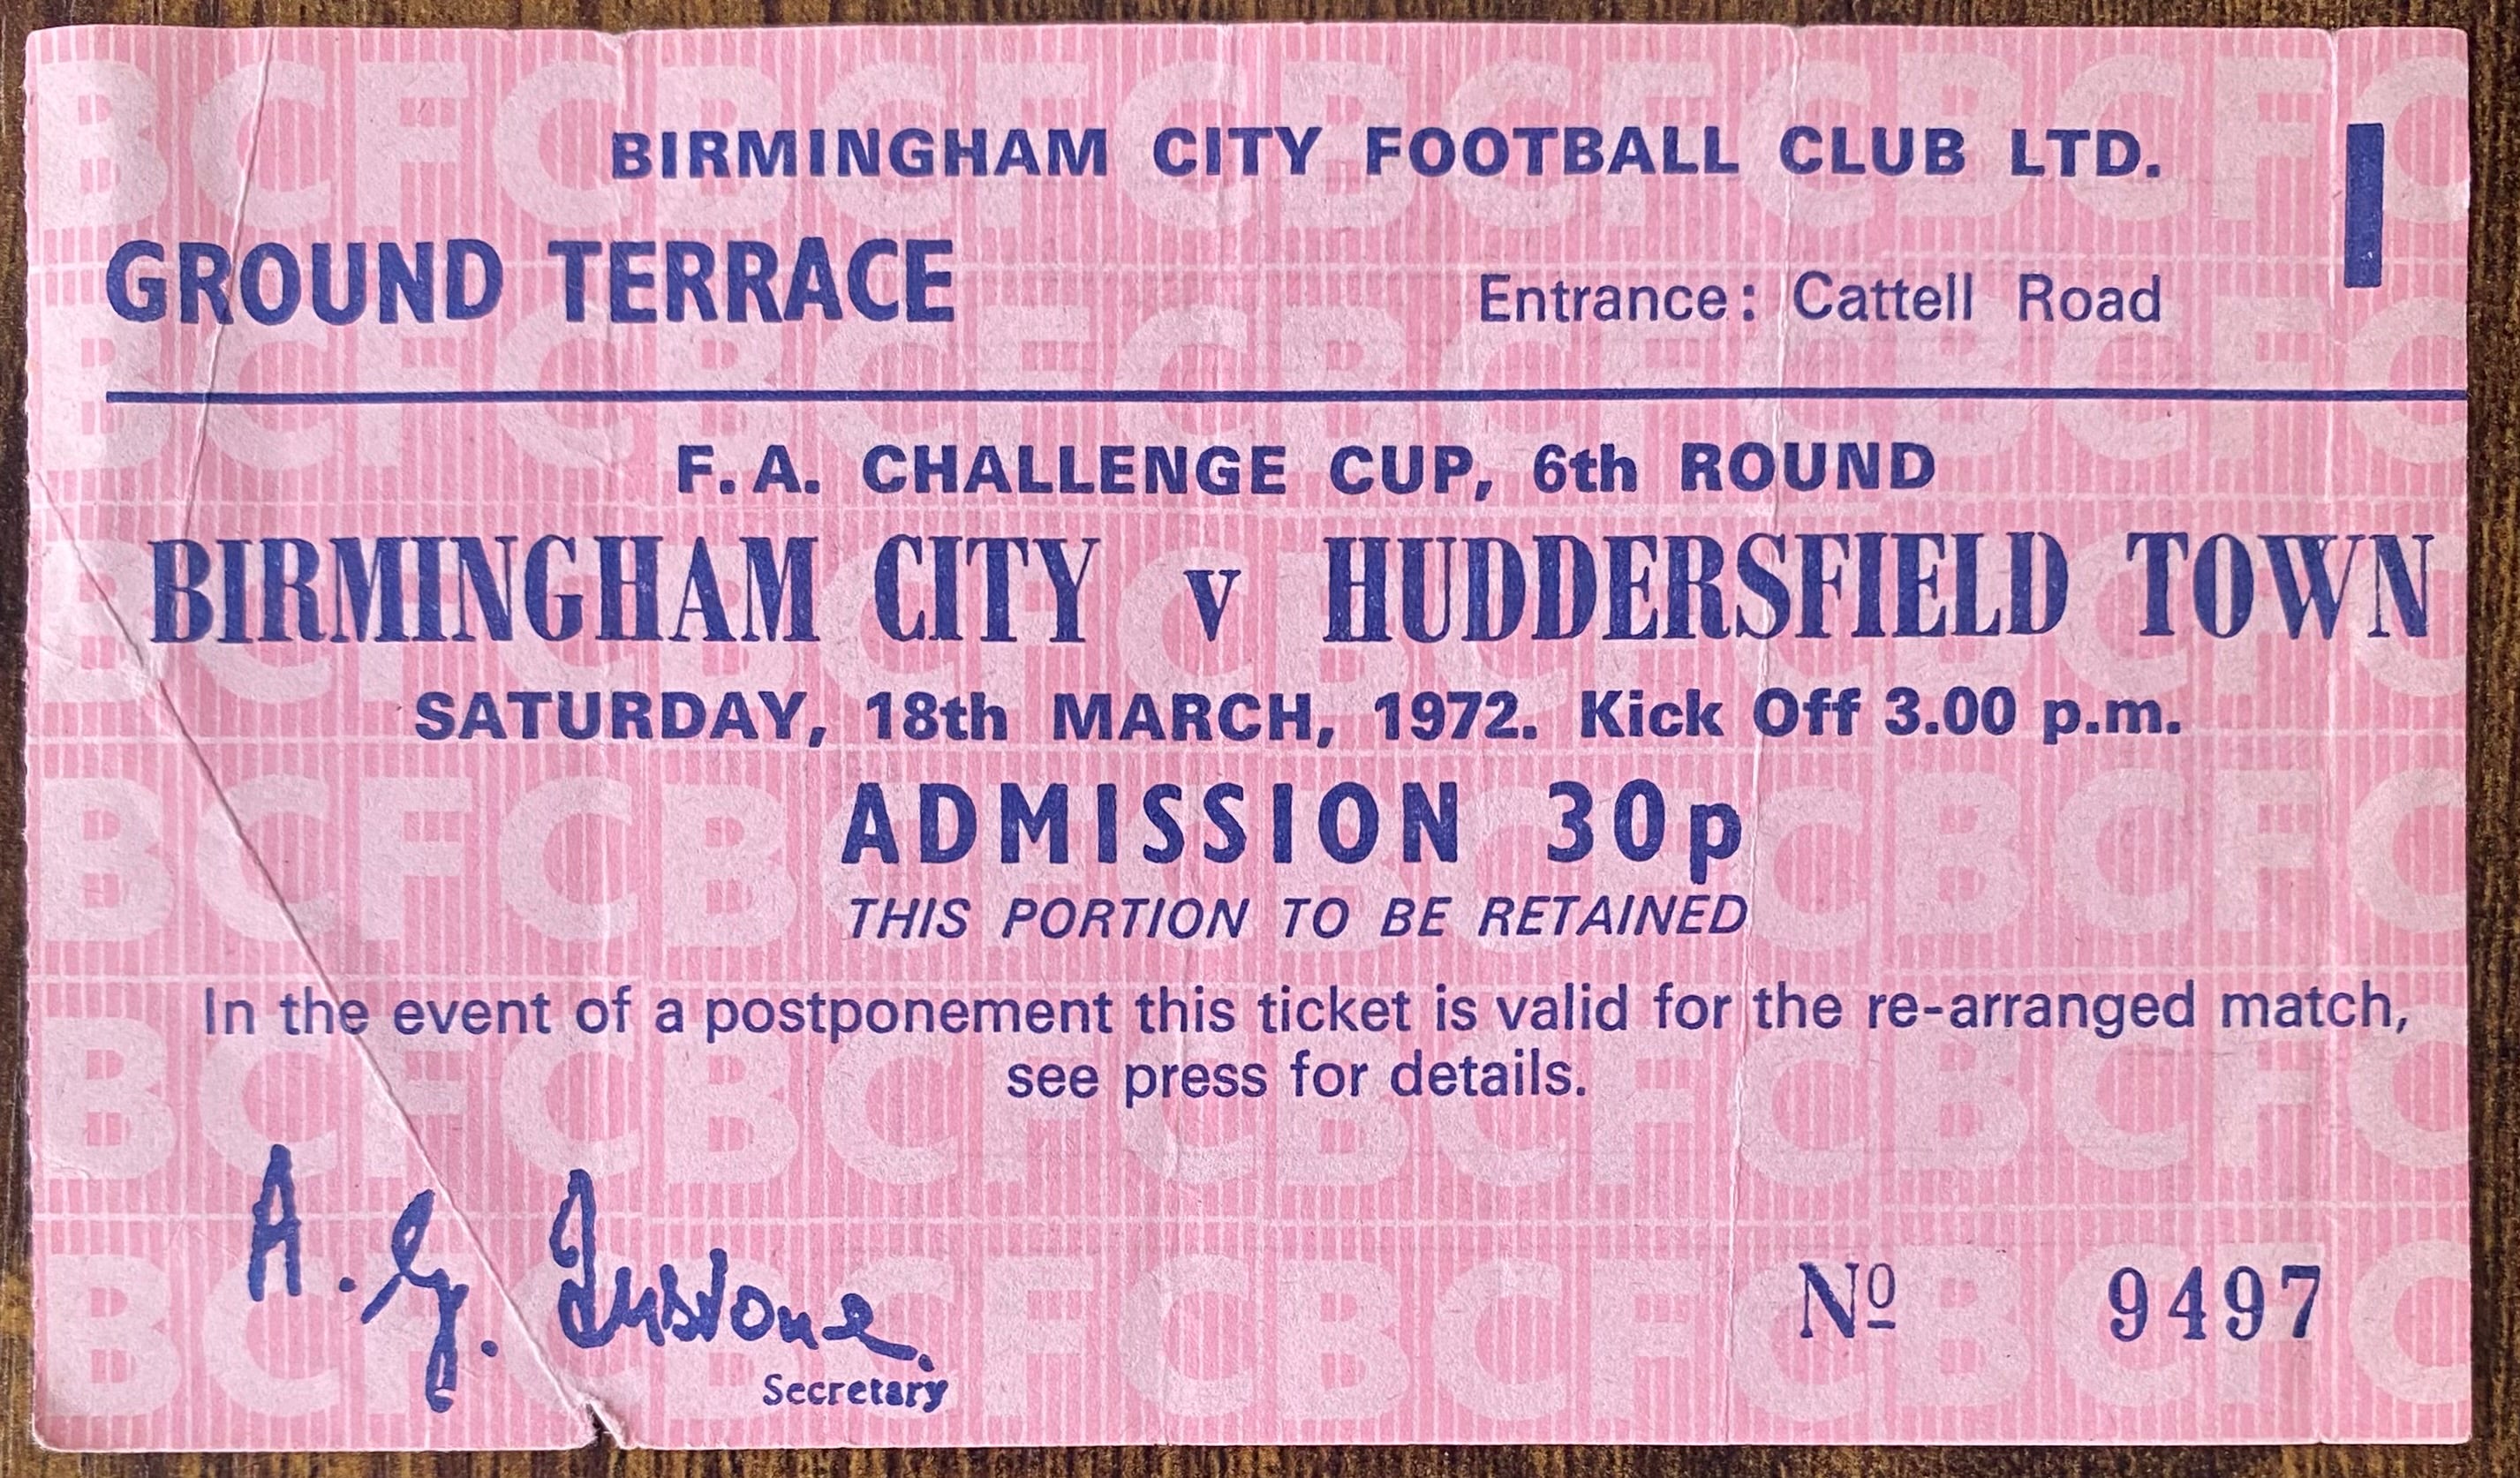 BIRMINGHAM CITY FOOTBALL CLUB LTD.
GROUND TERRACE Entrance: Cattell Road
F.A. CHALLENGE CUP, 6th ROUND
BIRMINGHAM CITY v HUDDERSFIELD TOWN
SATURDAY, 18th MARCH, 1972. Kick Off 3.00 p.m.
ADMISSION 30p
THIS PORTION TO BE RETAINED
In the event of a postponement this ticket is valid for the re-arranged match,
see press for details.
A. G.
Secretary
Nº 9497